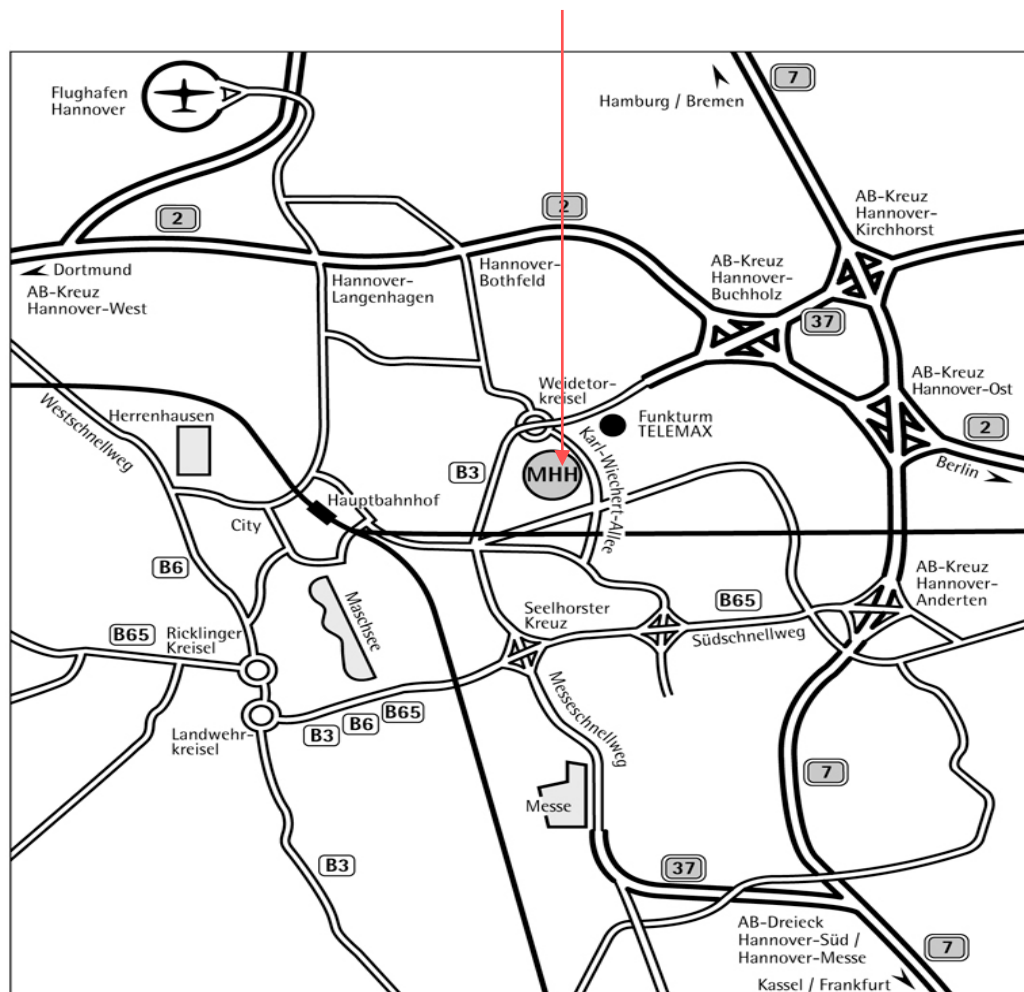 Flughafen
Hannover
7
Hamburg / Bremen
2
2
AB-Kreuz
Hannover-
Kirchhorst
Dortmund
AB-Kreuz
Hannover-West
Hannover-
Langenhagen
Hannover-
Bothfeld
AB-Kreuz
Hannover-
Buchholz
37
AB-Kreuz
Hannover-Ost
Westschnellweg
Herrenhausen
Weidetor-
kreisel
Funkturm
TELEMAX
2
Berlin
Karl-Wiechert-Allee
B3
MHH
Hauptbahnhof
City
B6
Maschsee
AB-Kreuz
Hannover-
Anderten
B65
Seelhorster
Kreuz
Südschnellweg
B65
Ricklinger
Kreisel
Messeschnellweg
B3
B6
B65
Landwehr-
kreisel
7
Messe
B3
37
AB-Dreieck
Hannover-Süd /
Hannover-Messe
7
Kassel / Frankfurt